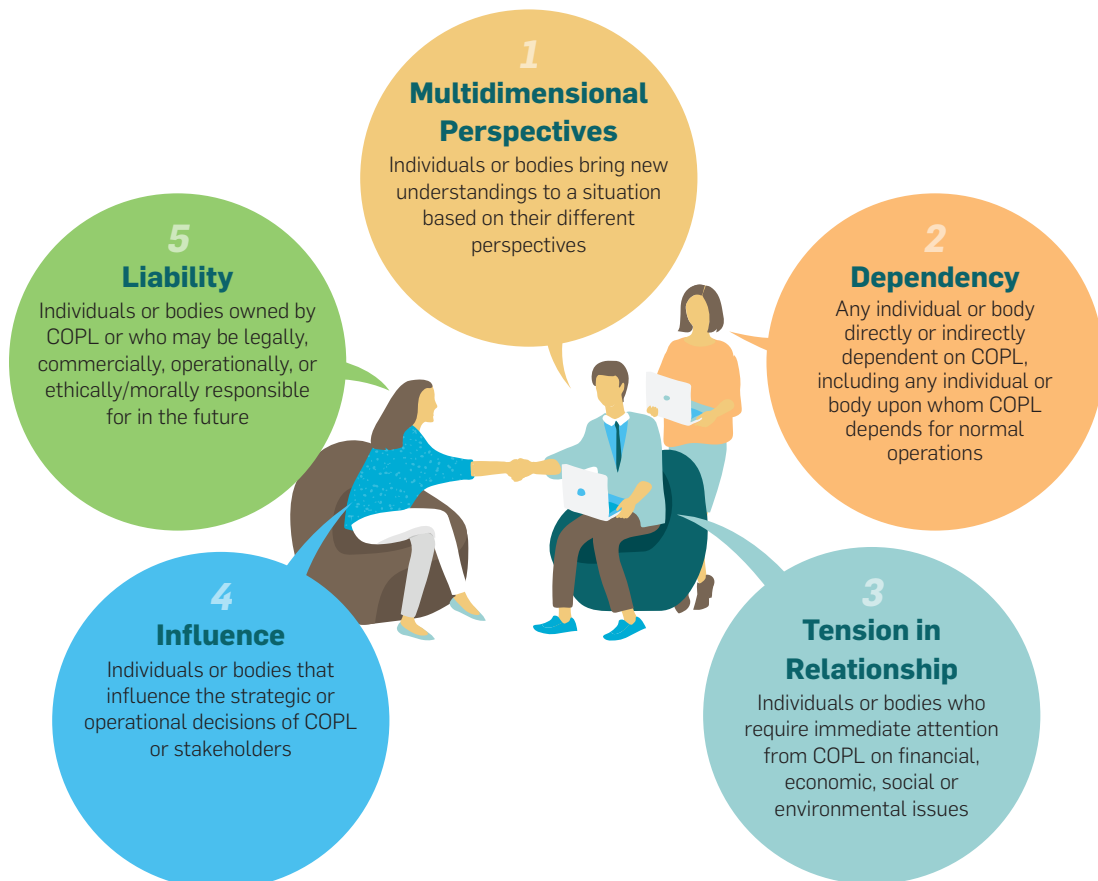 1
Multidimensional
Perspectives
Individuals or bodies bring new
understandings to a situation
based on their different
perspectives
2
Dependency
Any individual or body
directly or indirectly
dependent on COPL,
including any individual or
body upon whom COPL
depends for normal
operations
3
Tension in
Relationship
Individuals or bodies who
require immediate attention
from COPL on financial,
economic, social or
environmental issues
4
Influence
Individuals or bodies that
influence the strategic or
operational decisions of COPL
or stakeholders
5
Liability
Individuals or bodies owned by
COPL or who may be legally,
commercially, operationally, or
ethically/morally responsible
for in the future